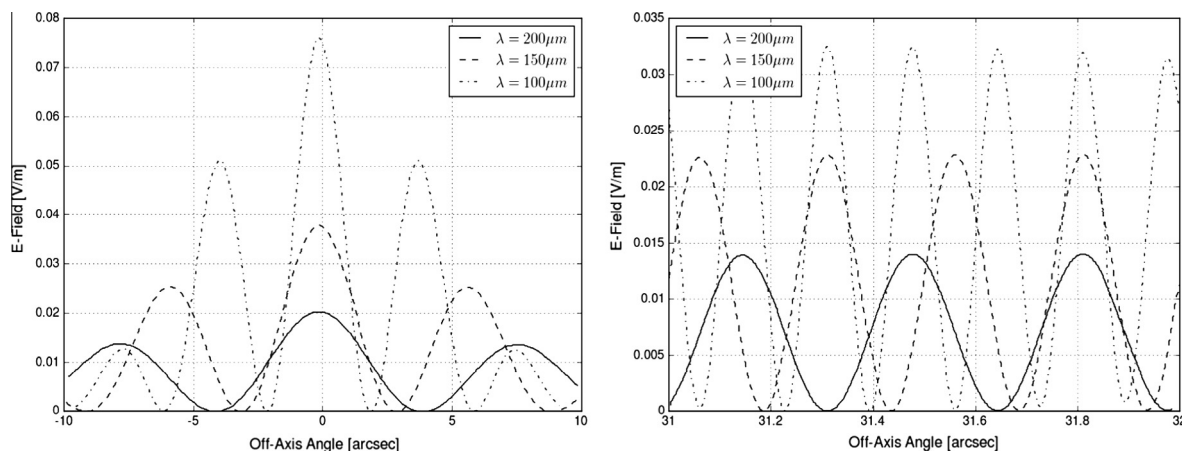 0.08
0.07
0.06
0.05
0.04
0.03
0.02
0.01
0
E-Field [V/m]
-10
-5
0
5
10
Off-Axis Angle [arcsec]
λ = 200μm
λ = 150μm
λ = 100μm
0.035
0.03
0.025
0.02
0.015
0.01
0.005
0
E-Field [V/m]
31
31.2
31.4
31.6
31.8
32
Off-Axis Angle [arcsec]
λ = 200μm
λ = 150μm
λ = 100μm